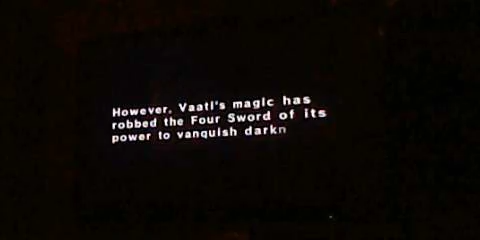 However, Vaati's magic has
robbed the Four Sword of its
power to vanquish darkn